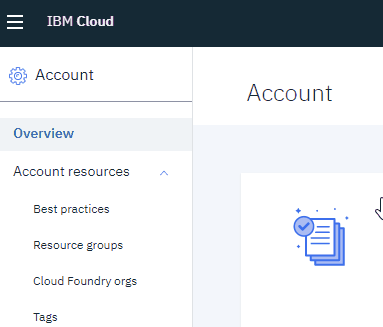 IBM Cloud
Account
Account
Overview
Account resources
Best practices
Resource groups
Cloud Foundry orgs
Tags